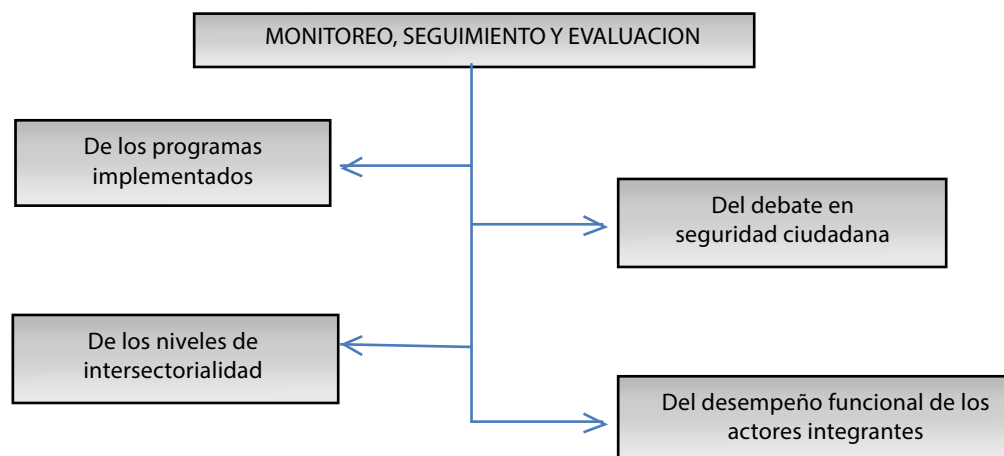 MONITOREO, SEGUIMIENTO Y EVALUACION
De los programas
implementados
Del debate en
seguridad ciudadana
De los niveles de
intersectorialidad
Del desempeño funcional de los
actores integrantes